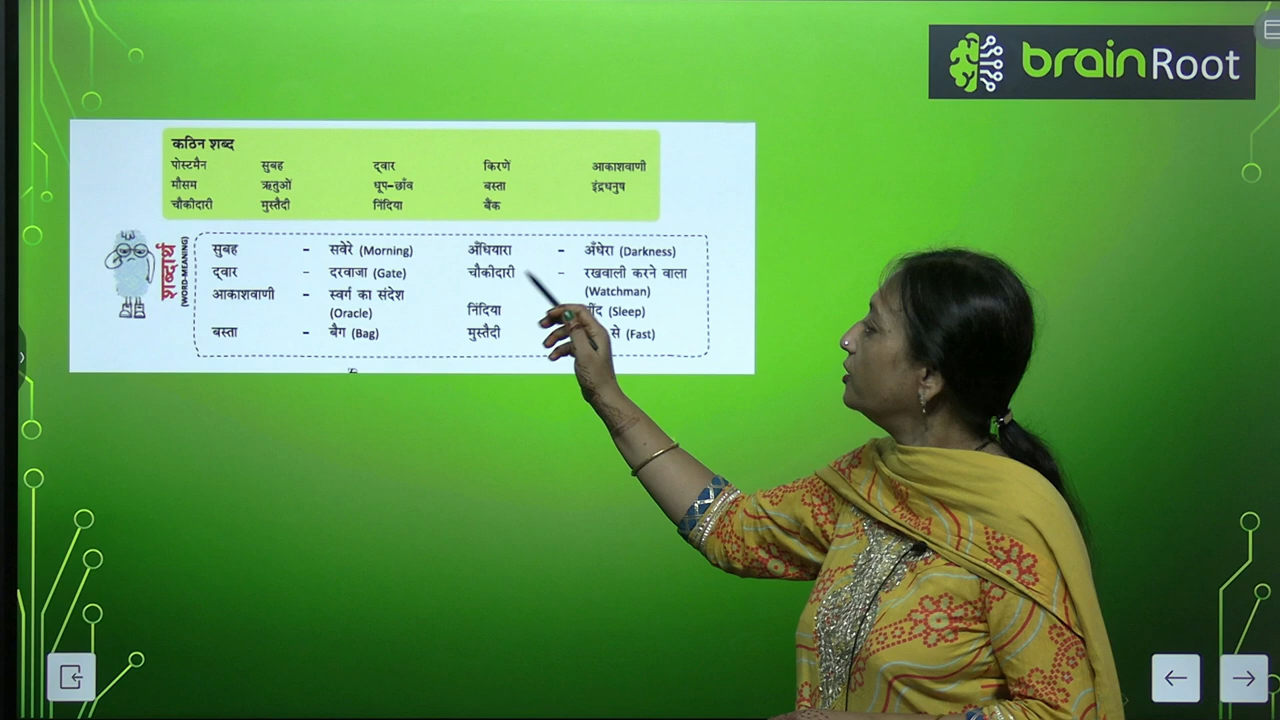 brainRoot
कठिन शब्द
पोस्टमैन सुबह द्वार किरणें आकाशवाणी
मौसम ऋतुओं धूप-छाँव बस्ता इंद्रधनुष
चौकीदारी मुस्तैदी निंदिया बैंक
शब्दार्थ
(WORD-MEANING)
सुबह - सवेरे (Morning) अँधियारा - अँधेरा (Darkness)
द्वार - दरवाजा (Gate) चौकीदारी - रखवाली करने वाला
(Watchman)
आकाशवाणी - स्वर्ग का संदेश
(Oracle)
निंदिया (Sleep)
बस्ता - बैग (Bag) मुस्तैदी से (Fast)